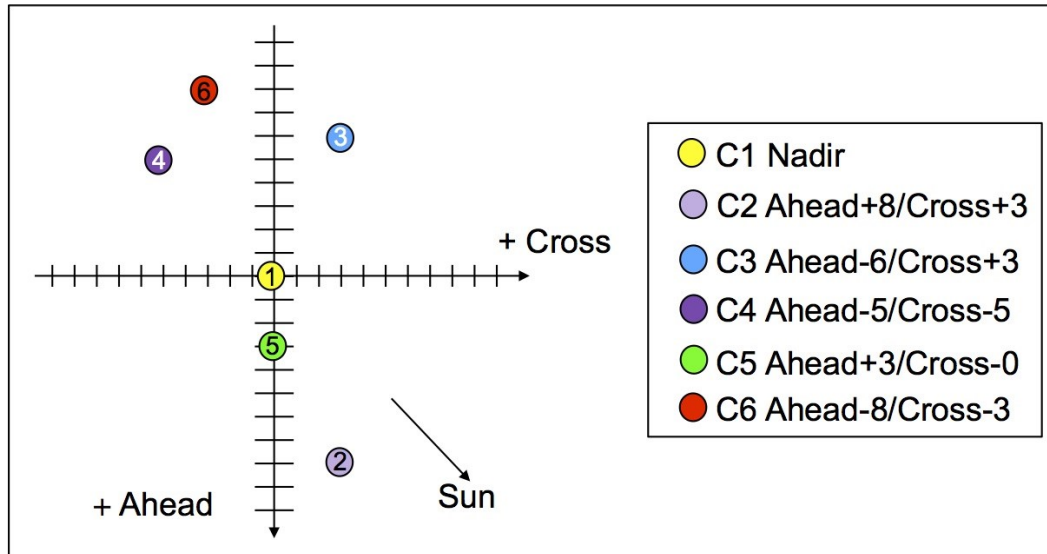 6
3
4
+ Cross
1
5
2
Sun
+ Ahead
C1 Nadir
C2 Ahead+8/Cross+3
C3 Ahead-6/Cross+3
C4 Ahead-5/Cross-5
C5 Ahead+3/Cross-0
C6 Ahead-8/Cross-3